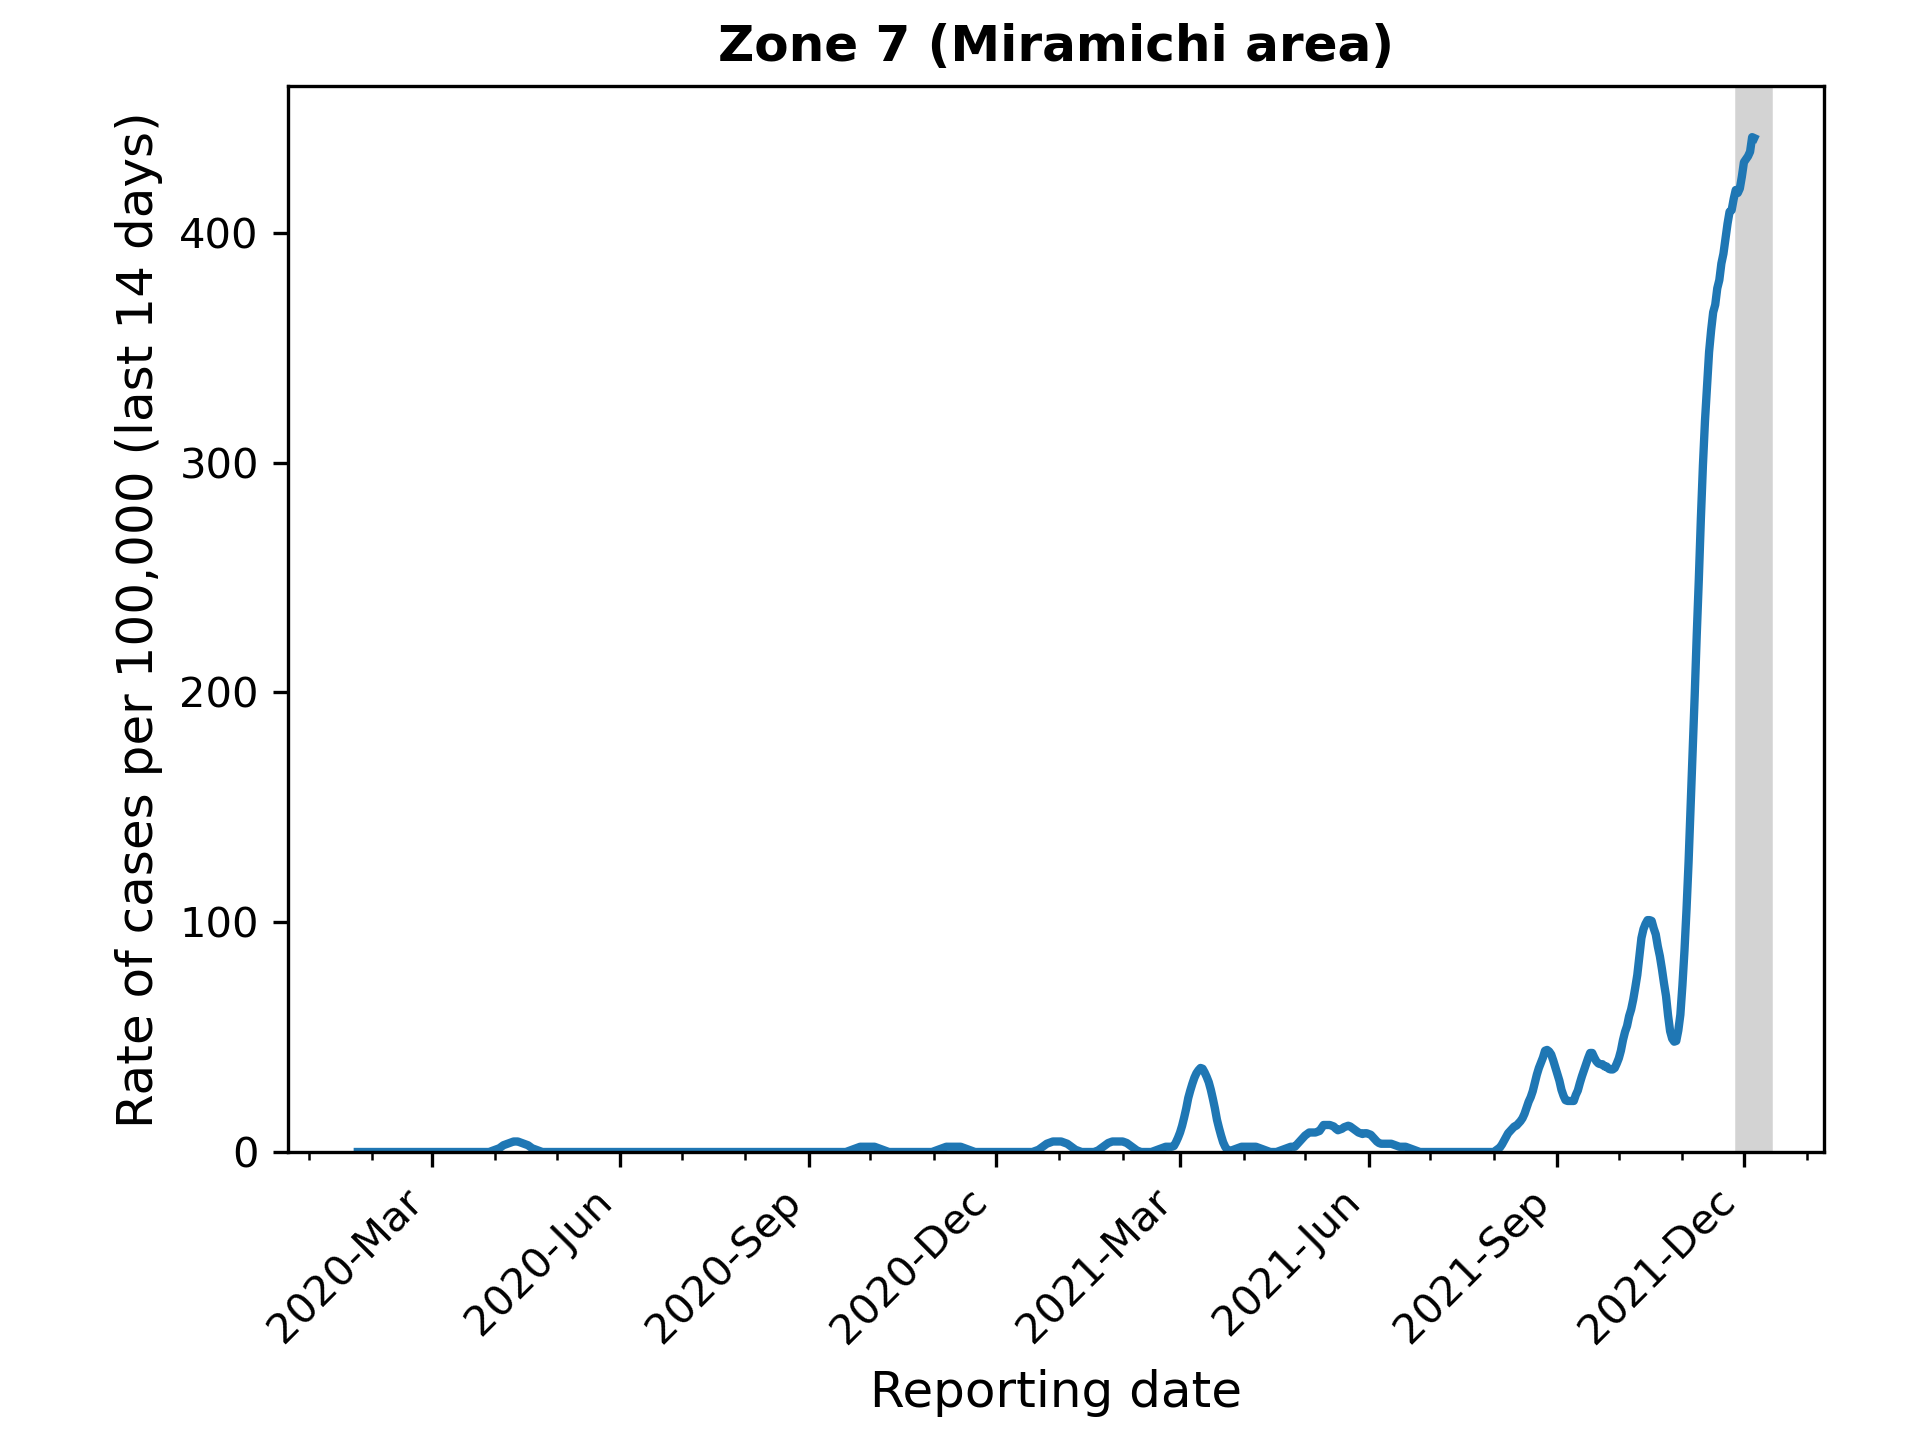 Zone 7 (Miramichi area)
Rate of cases per 100,000 (last 14 days)
400
300
200
100
0
2020-Mar
2020-Jun
2020-Sep
2020-Dec
2021-Mar
2021-Jun
2021-Sep
2021-Dec
Reporting date